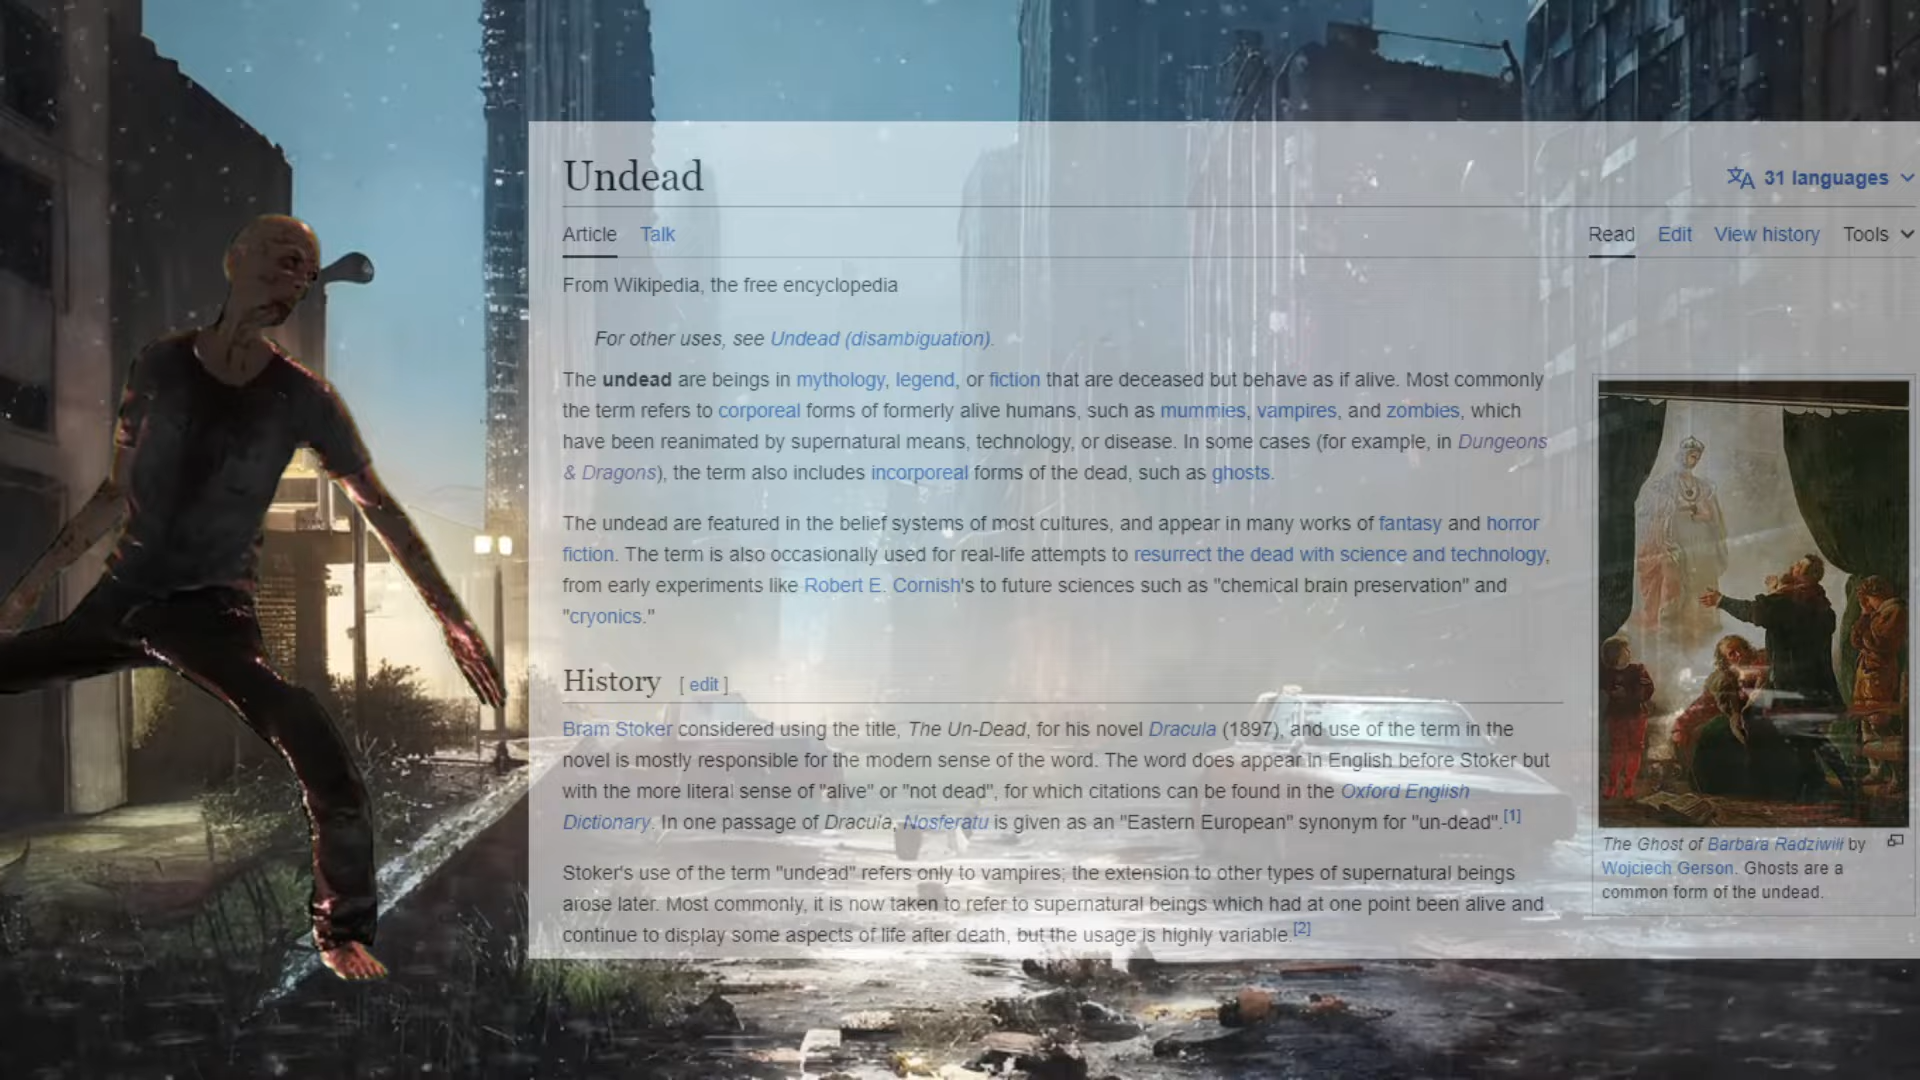 Undead
31 languages
Article Talk
Read Edit View history Tools
From Wikipedia, the free encyclopedia
For other uses, see Undead (disambiguation).
The undead are beings in mythology, legend, or fiction that are deceased but behave as if alive. Most commonly
the term refers to corporeal forms of formerly alive humans, such as mummies, vampires, and zombies, which
have been reanimated by supernatural means, technology, or disease. In some cases (for example, in Dungeons
& Dragons), the term also includes incorporeal forms of the dead, such as ghosts.
The undead are featured in the belief systems of most cultures, and appear in many works of fantasy and horror
fiction. The term is also occasionally used for real-life attempts to resurrect the dead with science and technology,
from early experiments like Robert E. Cornish's to future sciences such as "chemical brain preservation" and
"cryonics."
History [ edit ]
Bram Stoker considered using the title, The Un-Dead, for his novel Dracula (1897), and use of the term in the
novel is mostly responsible for the modern sense of the word. The word does appear in English before Stoker but
with the more literal sense of "alive" or "not dead", for which citations can be found in the Oxford English
Dictionary. In one passage of Dracula, Nosferatu is given as an "Eastern European" synonym for "un-dead".[1]
Stoker's use of the term "undead" refers only to vampires; the extension to other types of supernatural beings
arose later. Most commonly, it is now taken to refer to supernatural beings which had at one point been alive and
continue to display some aspects of life after death, but the usage is highly variable.[2]
The Ghost of Barbara Radziwiłł by
Wojciech Gerson. Ghosts are a
common form of the undead.